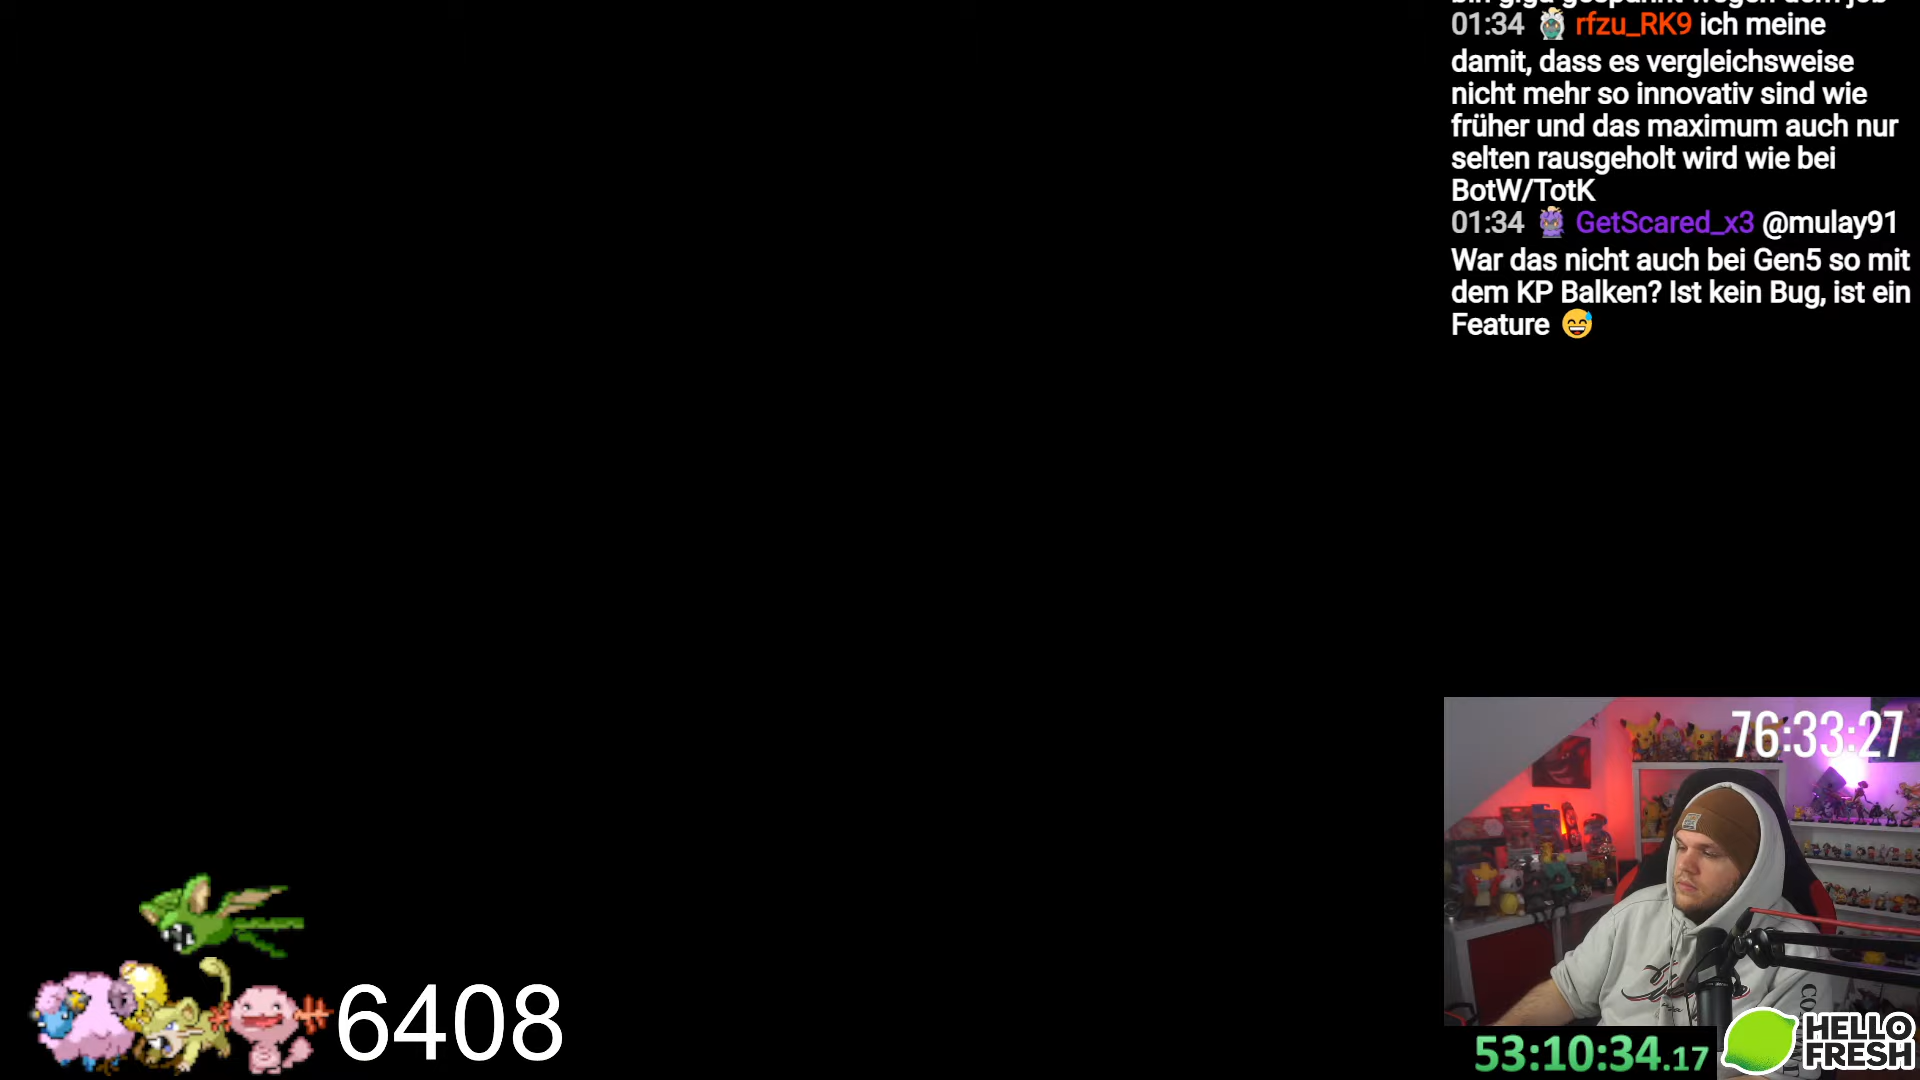 01:34 rfzu_RK9 ich meine
damit, dass es vergleichsweise
nicht mehr so innovativ sind wie
früher und das maximum auch nur
selten rausgeholt wird wie bei
BotW/TotK
01:34 GetScared_x3 @mulay91
War das nicht auch bei Gen5 so mit
dem KP Balken? Ist kein Bug, ist ein
Feature 😅
76:33:27
6408
53:10:34.17
HELLO
FRESH